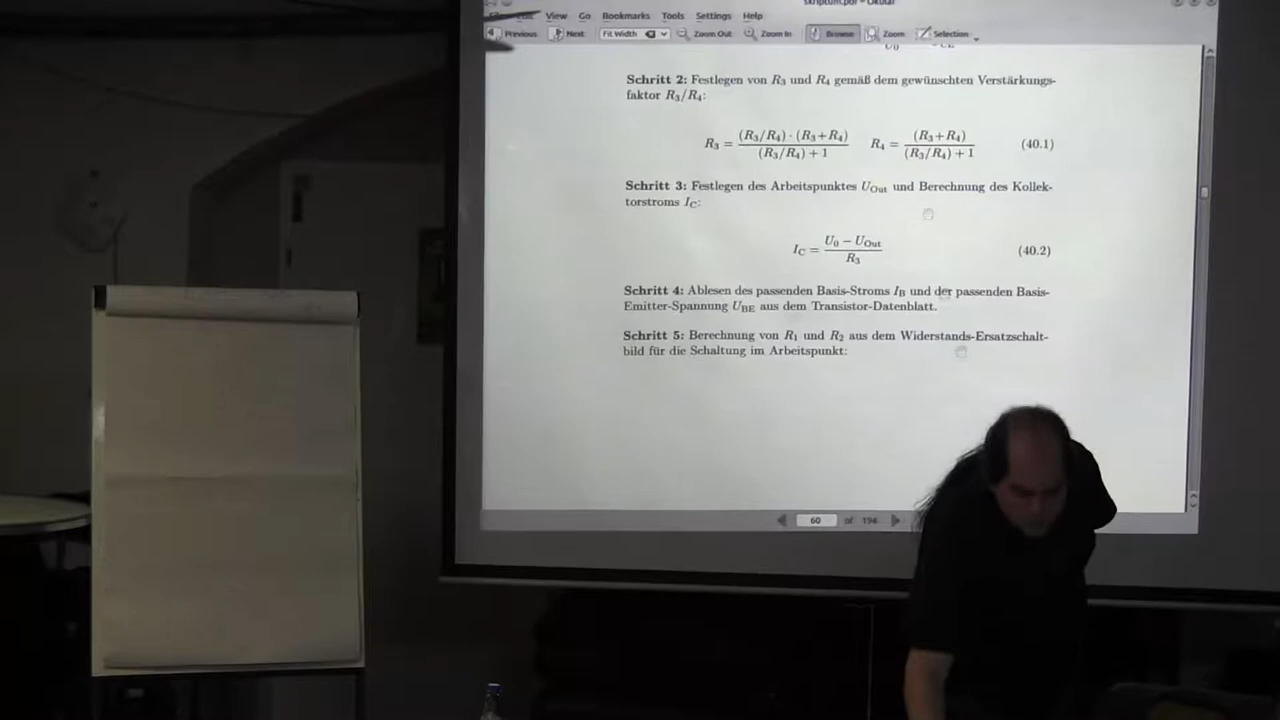 skriptum.pdf – Okular
View Go Bookmarks Tools Settings Help
Previous Next Fit Width Zoom Out Zoom In Browse Zoom Selection
Schritt 2: Festlegen von R3 und R4 gemäß dem gewünschten Verstärkungs-
faktor R3/R4:
R3 = (R3/R4) · (R3+R4) / (R3/R4) + 1 R4 = (R3+R4) / (R3/R4) + 1 (40.1)
Schritt 3: Festlegen des Arbeitspunktes UOut und Berechnung des Kollek-
torstroms IC:
IC = U0 − UOut / R3 (40.2)
Schritt 4: Ablesen des passenden Basis-Stroms IB und der passenden Basis-
Emitter-Spannung UBE aus dem Transistor-Datenblatt.
Schritt 5: Berechnung von R1 und R2 aus dem Widerstands-Ersatzschalt-
bild für die Schaltung im Arbeitspunkt:
60 of 194